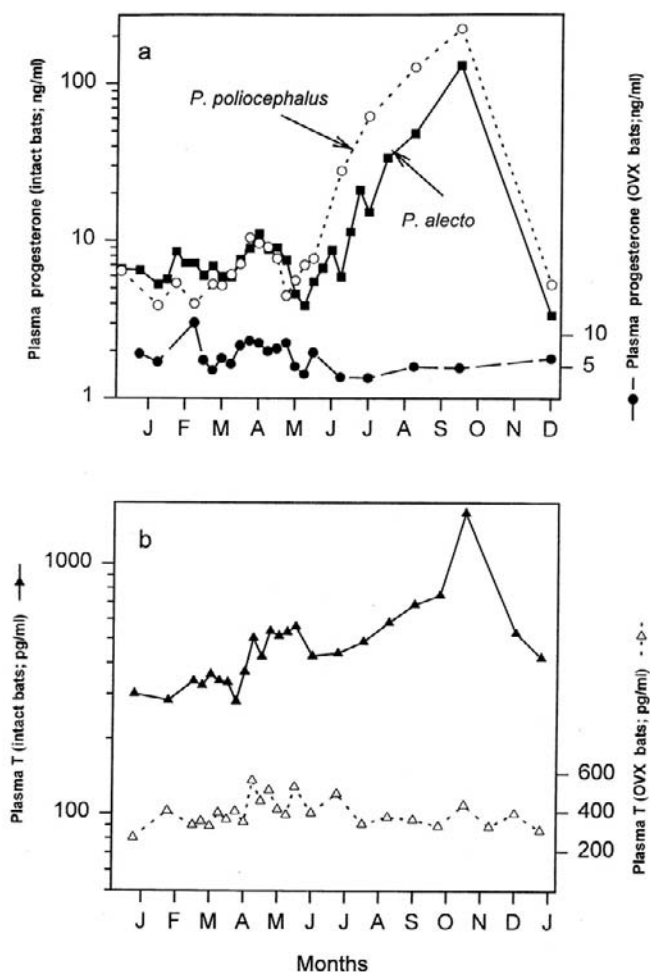 a
100
10
1
Plasma progesterone (intact bats; ng/ml)
P. poliocephalus
P. alecto
10
5
Plasma progesterone (OVX bats;ng/ml)
J F M A M J J A S O N D
b
1000
100
Plasma T (intact bats; pg/ml)
600
400
200
Plasma T (OVX bats; pg/ml)
J F M A M J J A S O N D J
Months